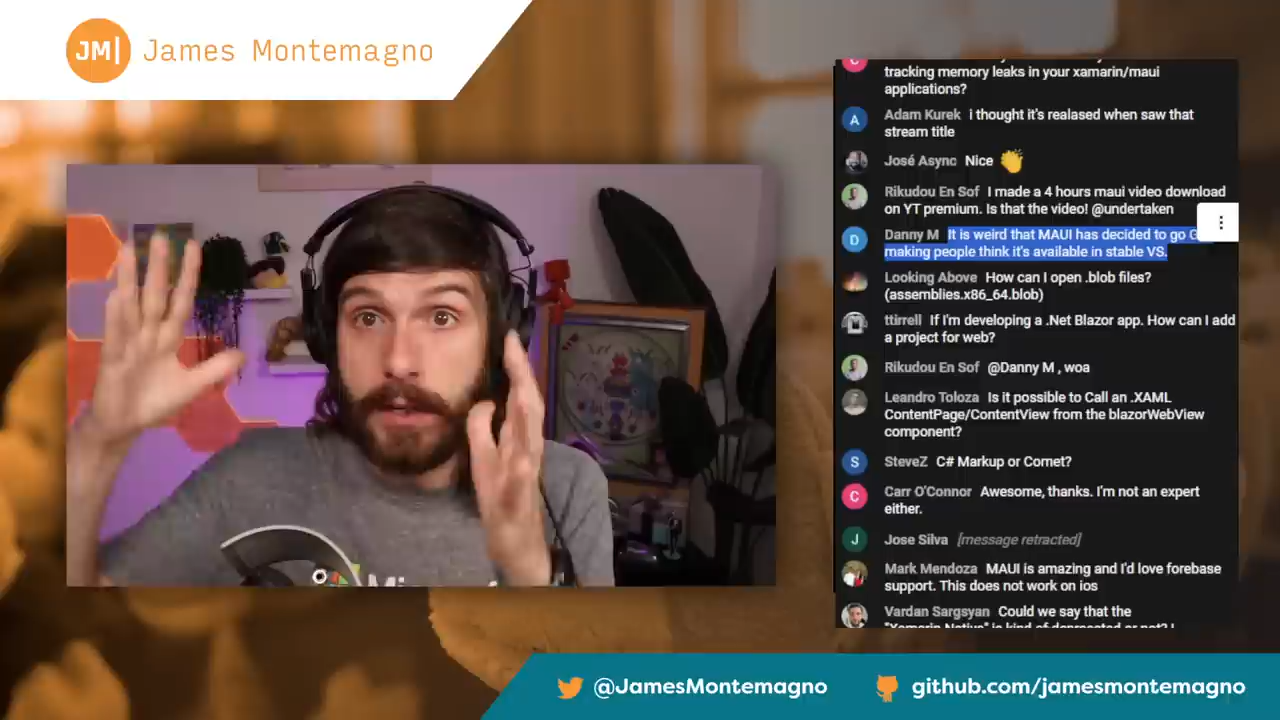 JM| James Montemagno
tracking memory leaks in your xamarin/maui
applications?
A Adam Kurek i thought it's realased when saw that
stream title
José Async Nice 👏
Rikudou En Sof I made a 4 hours maui video download
on YT premium. Is that the video! @undertaken
D Danny M It is weird that MAUI has decided to go
making people think it's available in stable VS.
Looking Above How can I open .blob files?
(assemblies.x86_64.blob)
ttirrell If I'm developing a .Net Blazor app. How can I add
a project for web?
Rikudou En Sof @Danny M , woa
Leandro Toloza Is it possible to Call an .XAML
ContentPage/ContentView from the blazorWebView
component?
S SteveZ C# Markup or Comet?
C Carr O'Connor Awesome, thanks. I'm not an expert
either.
J Jose Silva [message retracted]
Mark Mendoza MAUI is amazing and I'd love forebase
support. This does not work on ios
Vardan Sargsyan Could we say that the
@JamesMontemagno
github.com/jamesmontemagno